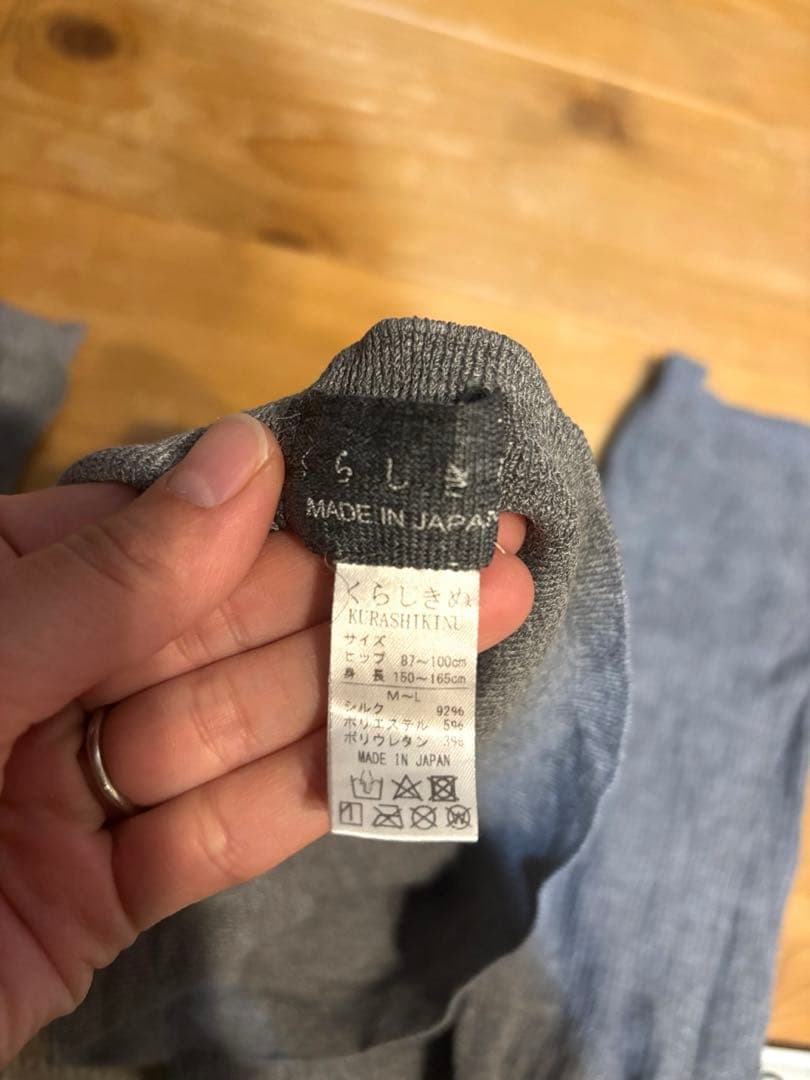 くらしき
MADE IN JAPAN
くらしきぬ
KURASHIKINU
サイズ
ヒップ 87～100cm
身 長 150～165cm
M～L
シルク 92%
ポリエステル 5%
ポリウレタン 3%
MADE IN JAPAN